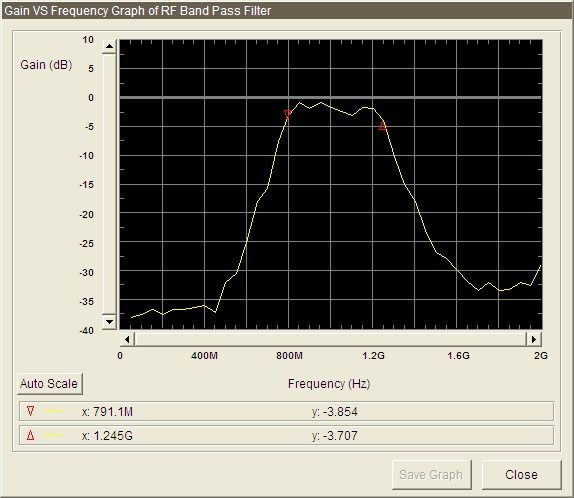 Gain VS Frequency Graph of RF Band Pass Filter
Gain (dB)
10
5
0
-5
-10
-15
-20
-25
-30
-35
-40
0 400M 800M 1.2G 1.6G 2G
Auto Scale Frequency (Hz)
x: 791.1M y: -3.854
x: 1.245G y: -3.707
Save Graph Close